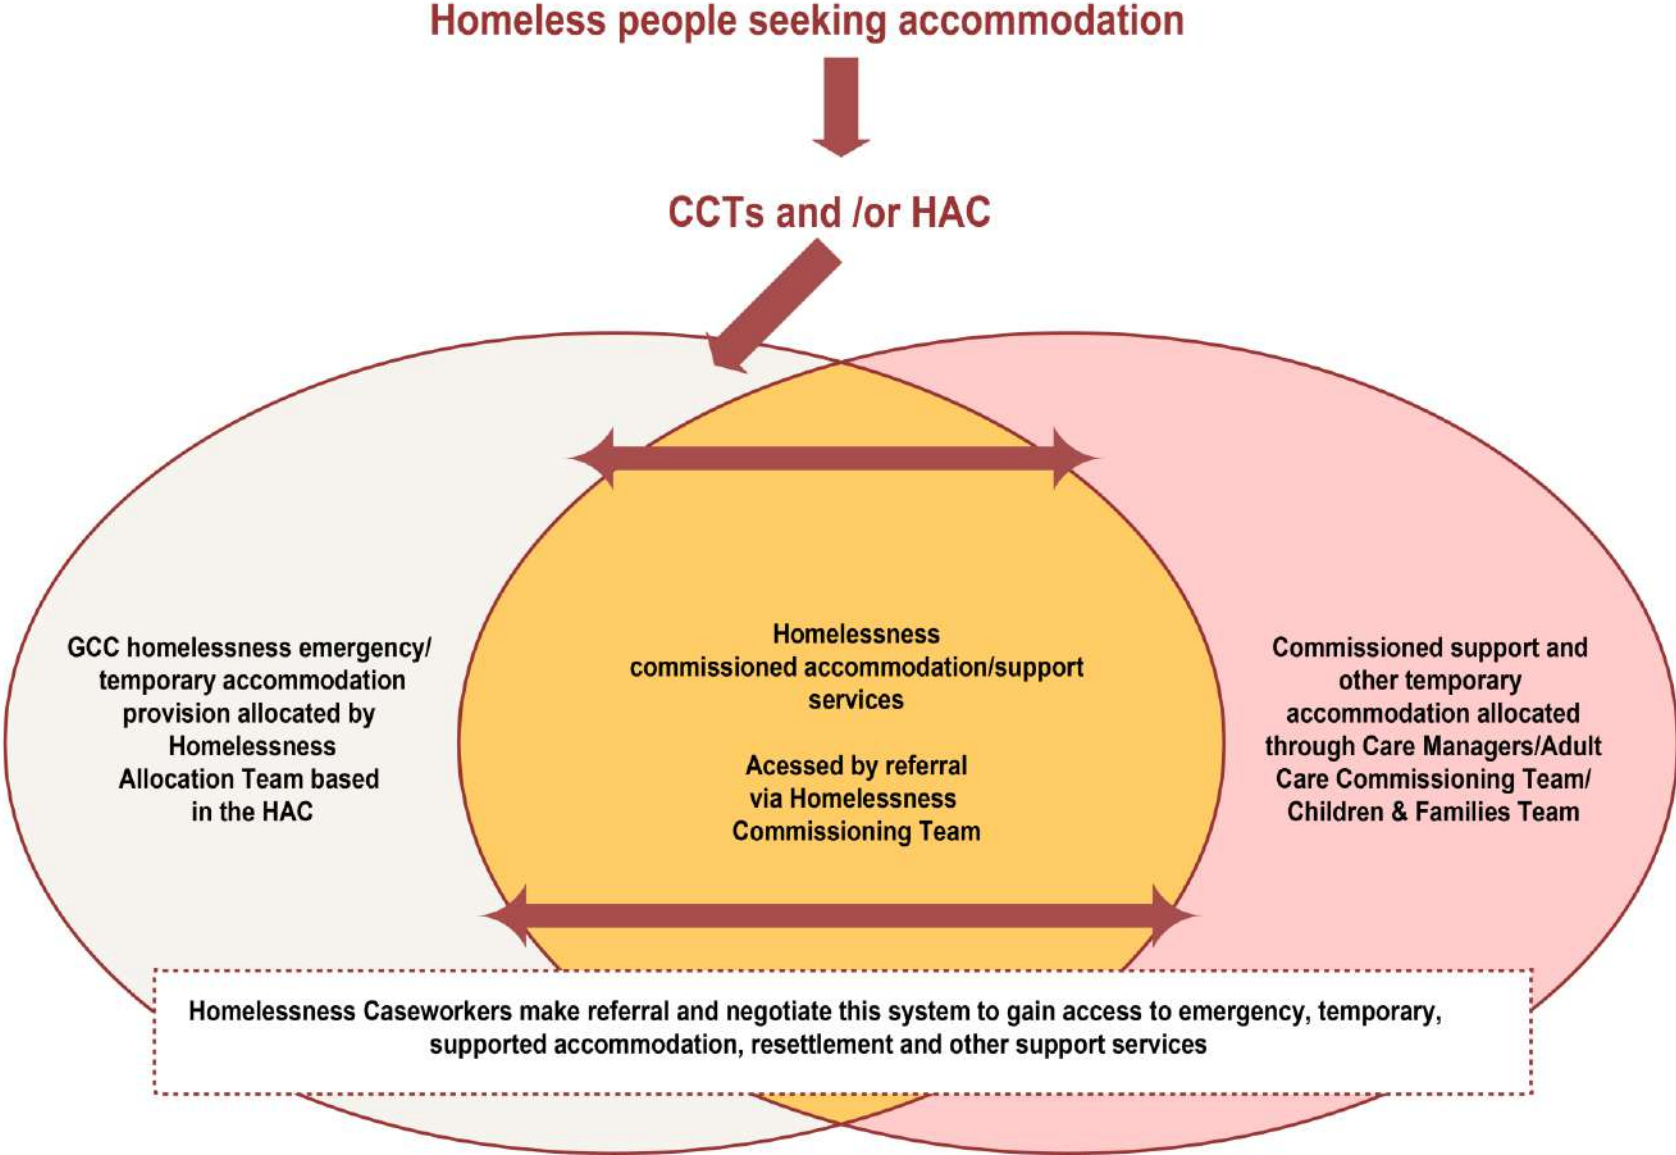 Homeless people seeking accommodation
CCTs and /or HAC
GCC homelessness emergency/
temporary accommodation
provision allocated by
Homelessness
Allocation Team based
in the HAC
Homelessness
commissioned accommodation/support
services
Acessed by referral
via Homelessness
Commissioning Team
Commissioned support and
other temporary
accommodation allocated
through Care Managers/Adult
Care Commissioning Team/
Children & Families Team
Homelessness Caseworkers make referral and negotiate this system to gain access to emergency, temporary,
supported accommodation, resettlement and other support services